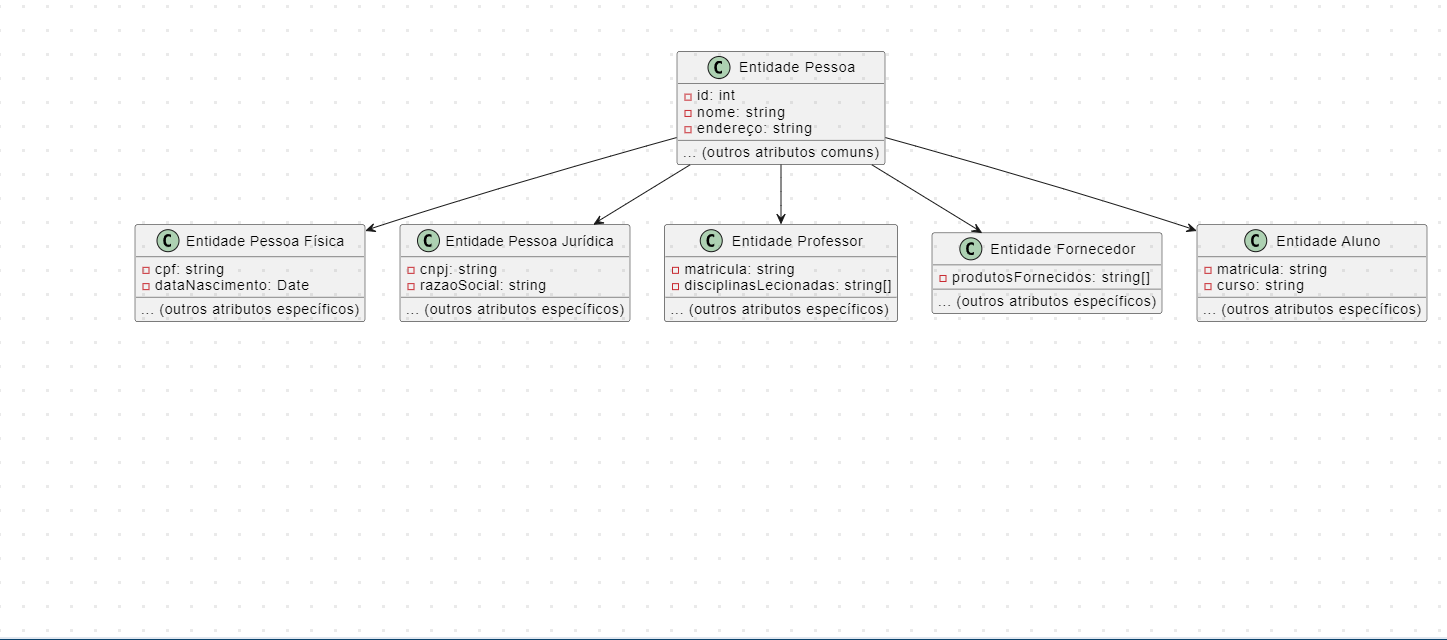 C Entidade Pessoa
id: int
nome: string
endereço: string
... (outros atributos comuns)
C Entidade Pessoa Física
cpf: string
dataNascimento: Date
... (outros atributos específicos)
C Entidade Pessoa Jurídica
cnpj: string
razaoSocial: string
... (outros atributos específicos)
C Entidade Professor
matricula: string
disciplinasLecionadas: string[]
... (outros atributos específicos)
C Entidade Fornecedor
produtosFornecidos: string[]
... (outros atributos específicos)
C Entidade Aluno
matricula: string
curso: string
... (outros atributos específicos)